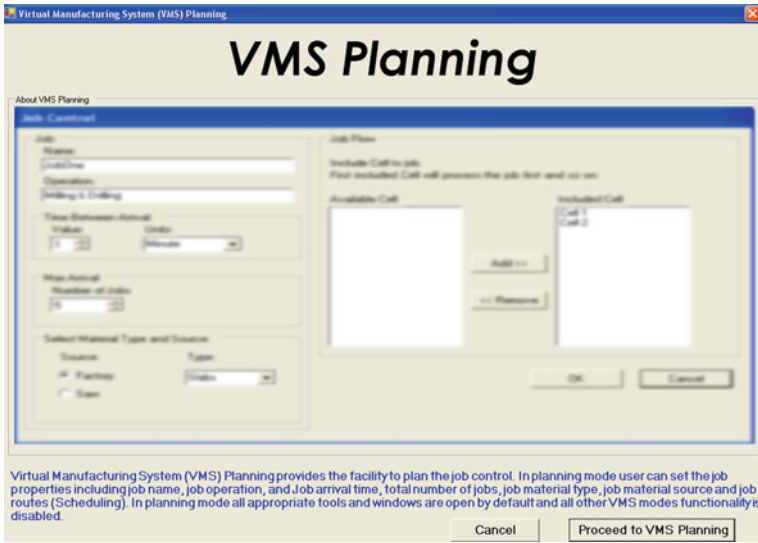 Virtual Manufacturing System (VMS) Planning
VMS Planning
About VMS Planning
Job Control
Job
Name:
JobOne
Operation:
Milling & Drilling
Time Between Arrival
Value: Units:
1 Minute
Max Arrival
Number of Jobs:
5
Select Material Type and Source
Source: Type:
Factory Slabs
Saw
Job Flow
Include Cell to job.
First included Cell will process the job first and so on.
Available Cell Included Cell
Cell 1
Cell 2
Add >>
<< Remove
OK Cancel
Virtual Manufacturing System (VMS) Planning provides the facility to plan the job control. In planning mode user can set the job
properties including job name, job operation, and Job arrival time, total number of jobs, job material type, job material source and job
routes (Scheduling). In planning mode all appropriate tools and windows are open by default and all other VMS modes functionality is
disabled.
Cancel Proceed to VMS Planning